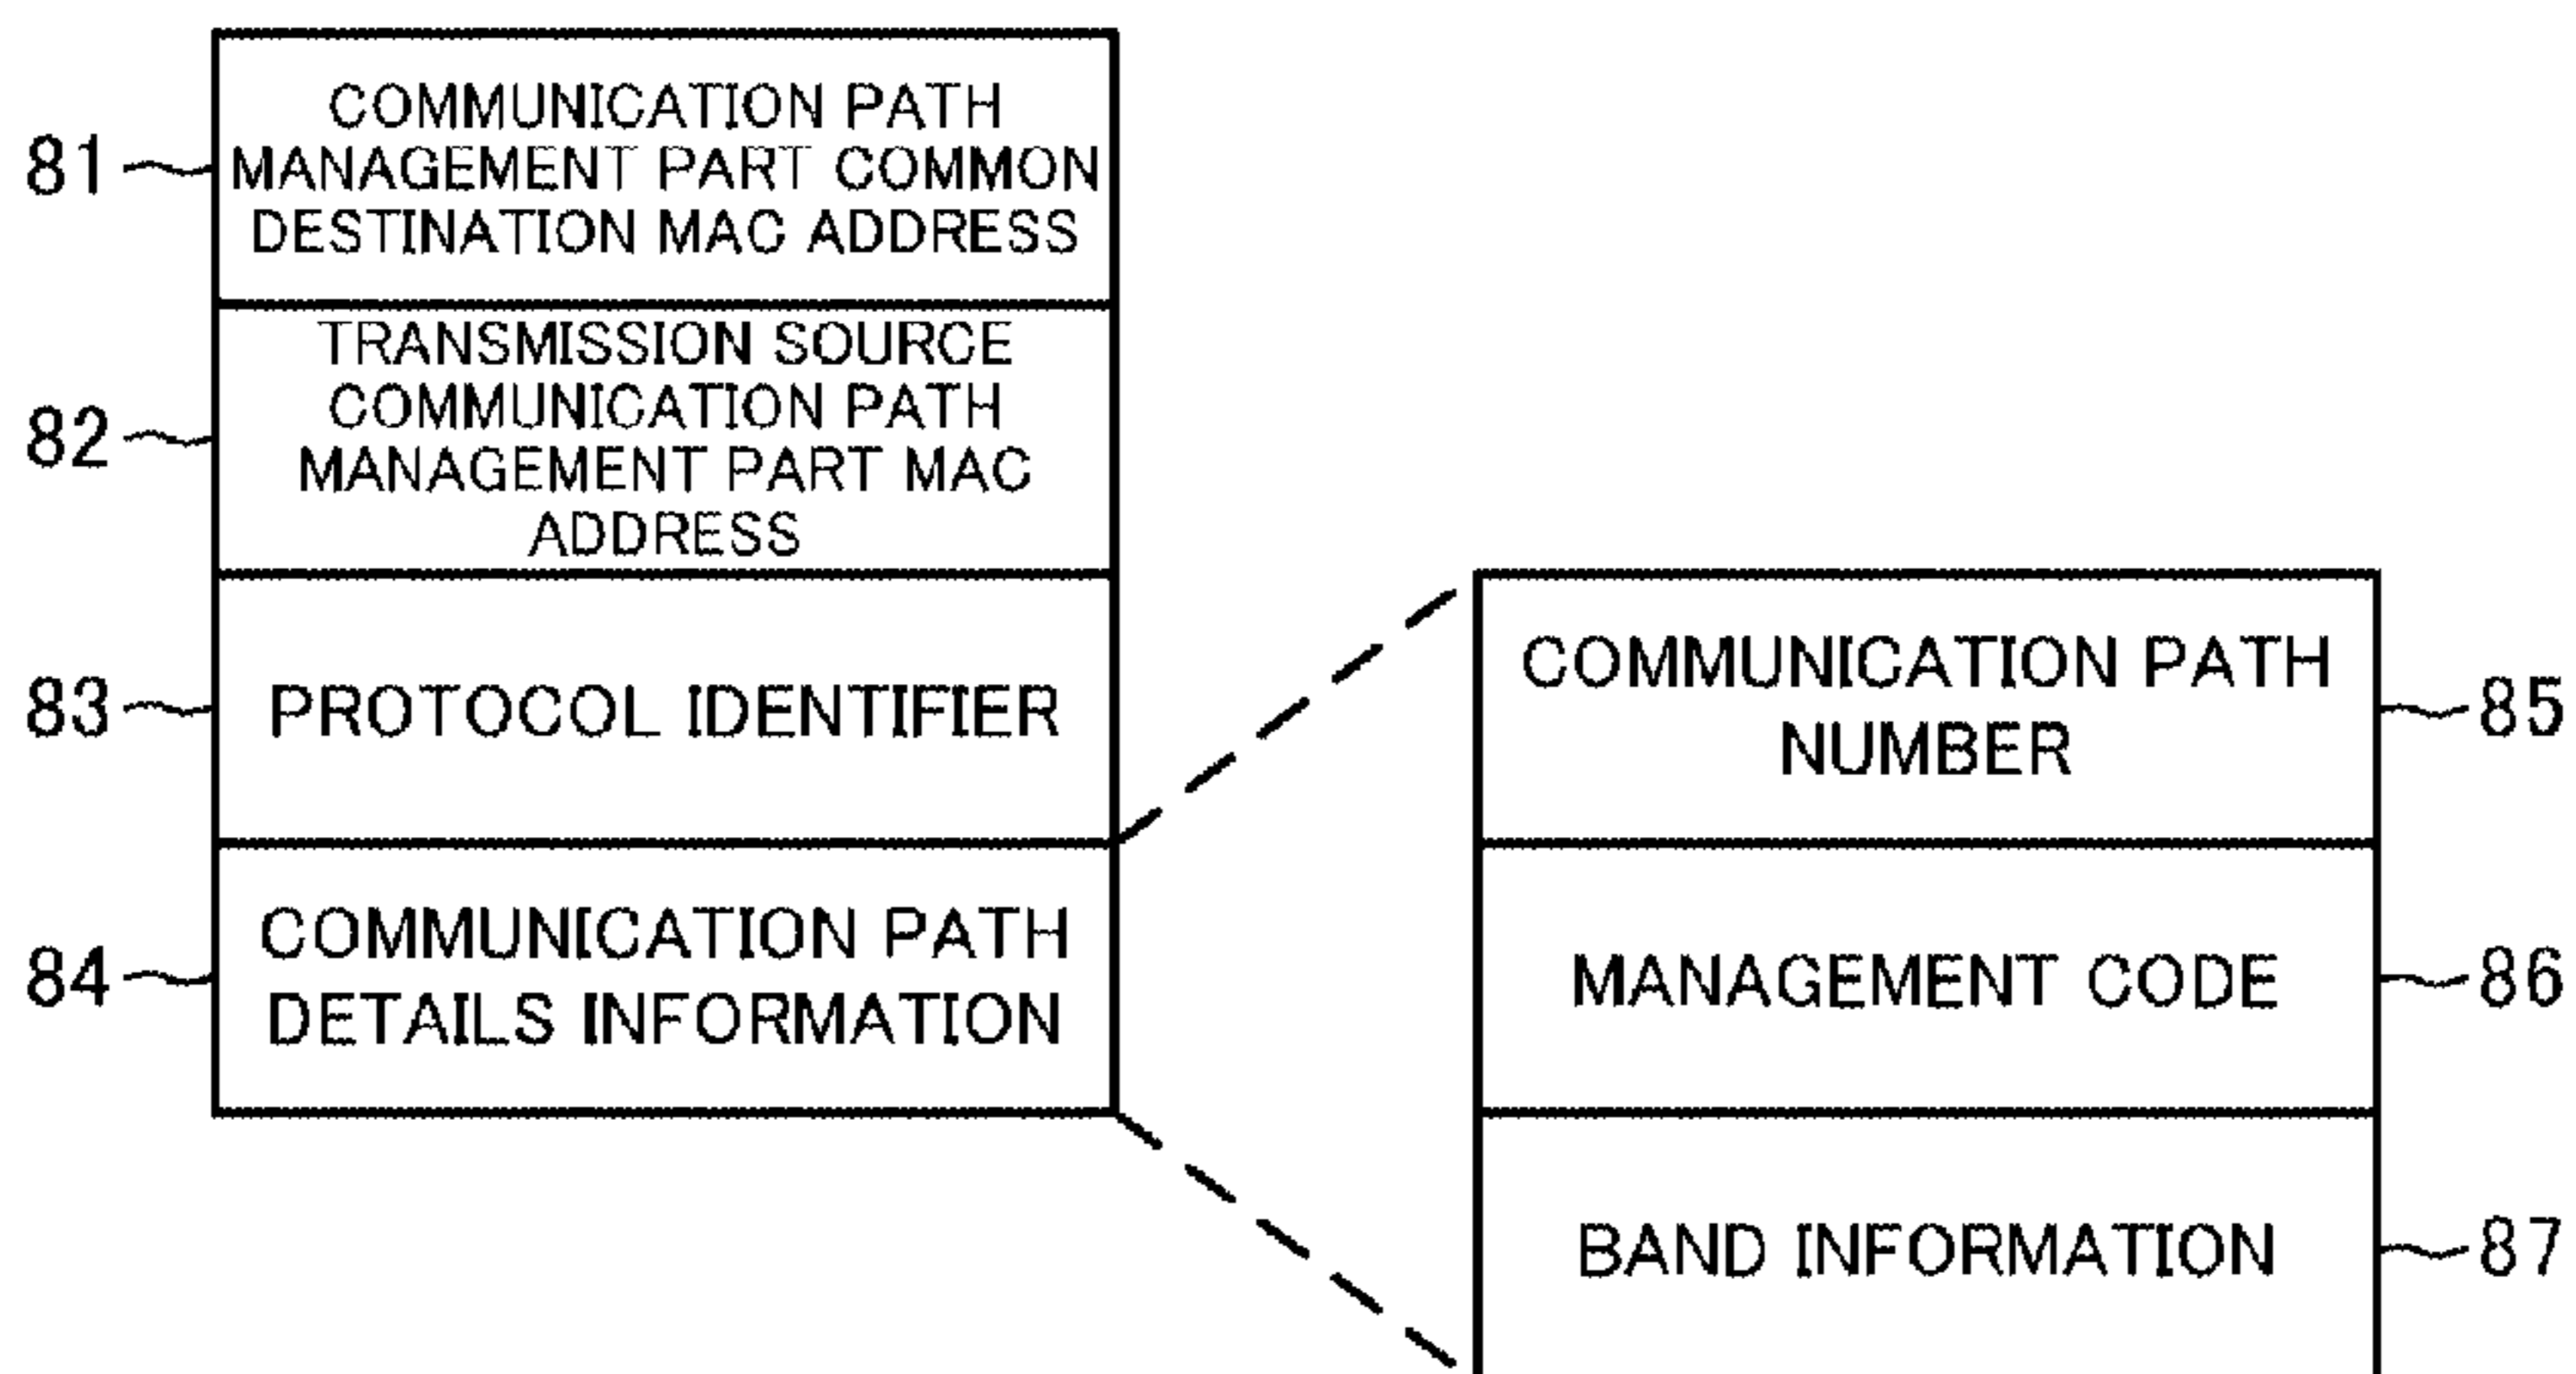 81
COMMUNICATION PATH
MANAGEMENT PART COMMON
DESTINATION MAC ADDRESS
82
TRANSMISSION SOURCE
COMMUNICATION PATH
MANAGEMENT PART MAC
ADDRESS
83
PROTOCOL IDENTIFIER
84
COMMUNICATION PATH
DETAILS INFORMATION
COMMUNICATION PATH
NUMBER
85
MANAGEMENT CODE
86
BAND INFORMATION
87